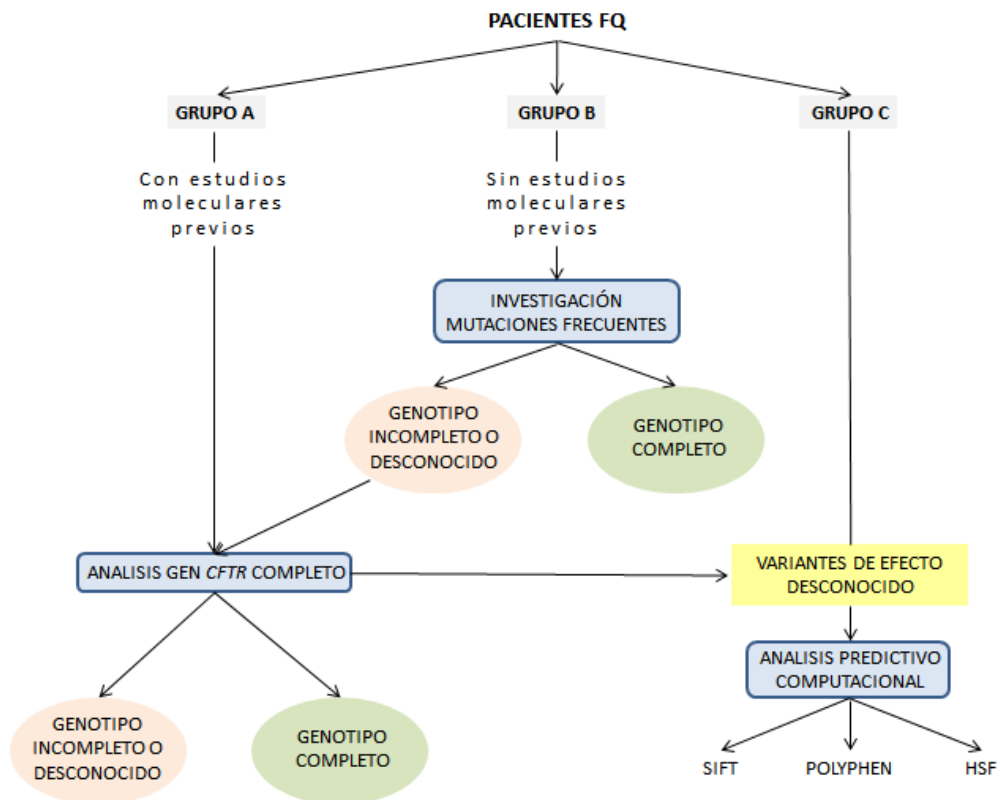 PACIENTES FQ
GRUPO A
GRUPO B
GRUPO C
Con estudios
moleculares
previos
Sin estudios
moleculares
previos
INVESTIGACIÓN
MUTACIONES FRECUENTES
GENOTIPO
INCOMPLETO O
DESCONOCIDO
GENOTIPO
COMPLETO
ANALISIS GEN CFTR COMPLETO
VARIANTES DE EFECTO
DESCONOCIDO
ANALISIS PREDICTIVO
COMPUTACIONAL
GENOTIPO
INCOMPLETO O
DESCONOCIDO
GENOTIPO
COMPLETO
SIFT
POLYPHEN
HSF